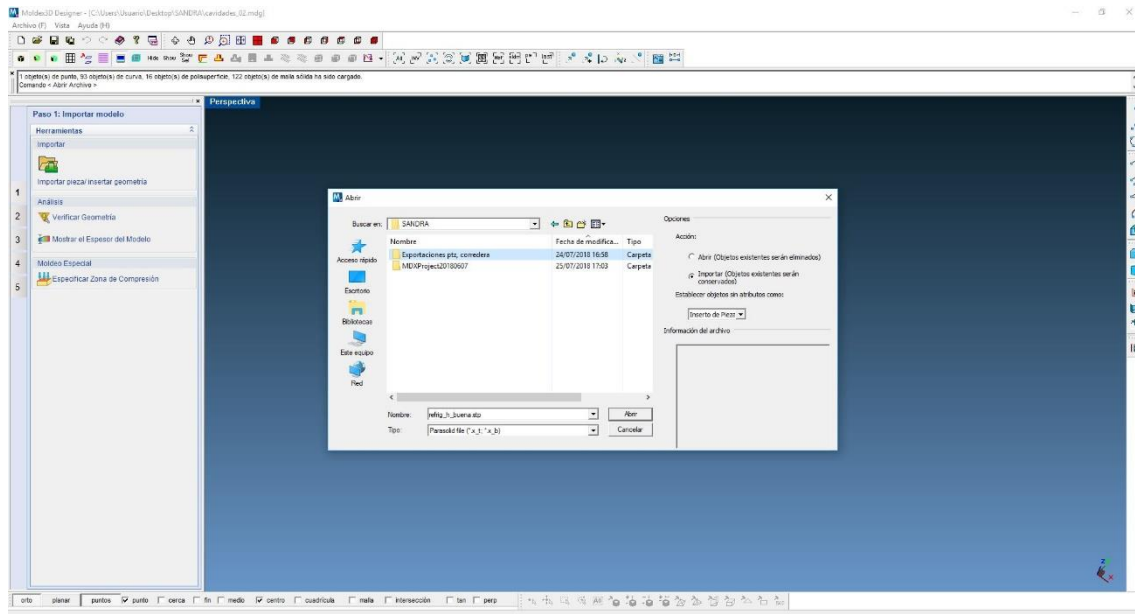 Moldex3D Designer - [C:\Users\Usuario\Desktop\SANDRA\cavidades_02.mdg]
Archivo (F) Vista Ayuda (H)
Hide Show
1 objeto(s) de punto, 93 objeto(s) de curva, 16 objeto(s) de polisuperficie, 122 objeto(s) de malla sólida ha sido cargado.
Comando < Abrir Archivo >
Perspectiva
Paso 1: Importar modelo
Herramientas
Importar
Importar pieza/insertar geometría
1
Análisis
2
Verificar Geometría
3
Mostrar el Espesor del Modelo
4
Moldeo Especial
Especificar Zona de Compresión
5
Abrir
Buscar en: SANDRA
Nombre Fecha de modifica... Tipo
Exportaciones ptz, corredera 24/07/2018 16:58 Carpeta
MDXProject20180607 25/07/2018 17:03 Carpeta
Acceso rápido
Escritorio
Bibliotecas
Este equipo
Red
Nombre: refrig_h_buena.stp Abrir
Tipo: Parasolid file (*.x_t; *.x_b) Cancelar
Opciones
Acción:
Abrir (Objetos existentes serán eliminados)
Importar (Objetos existentes serán
conservados)
Establecer objetos sin atributos como:
Inserto de Pieza
Información del archivo
z
x
orto planar puntos punto cerca fin medio centro cuadrícula malla intersección tan perp